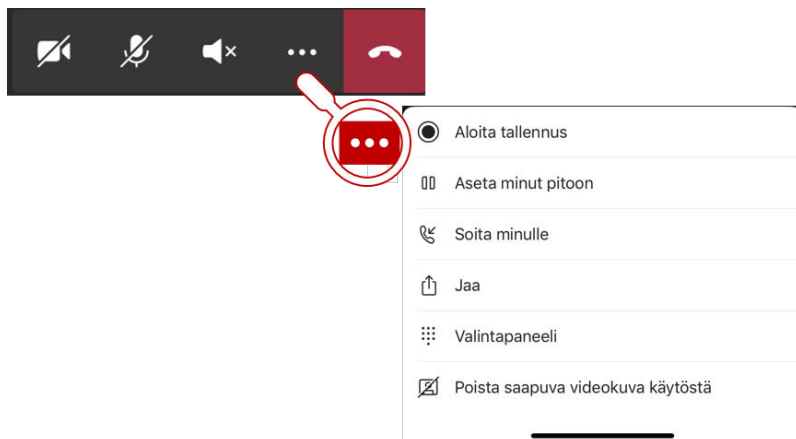 Aloita tallennus
Aseta minut pitoon
Soita minulle
Jaa
Valintapaneeli
Poista saapuva videokuva käytöstä